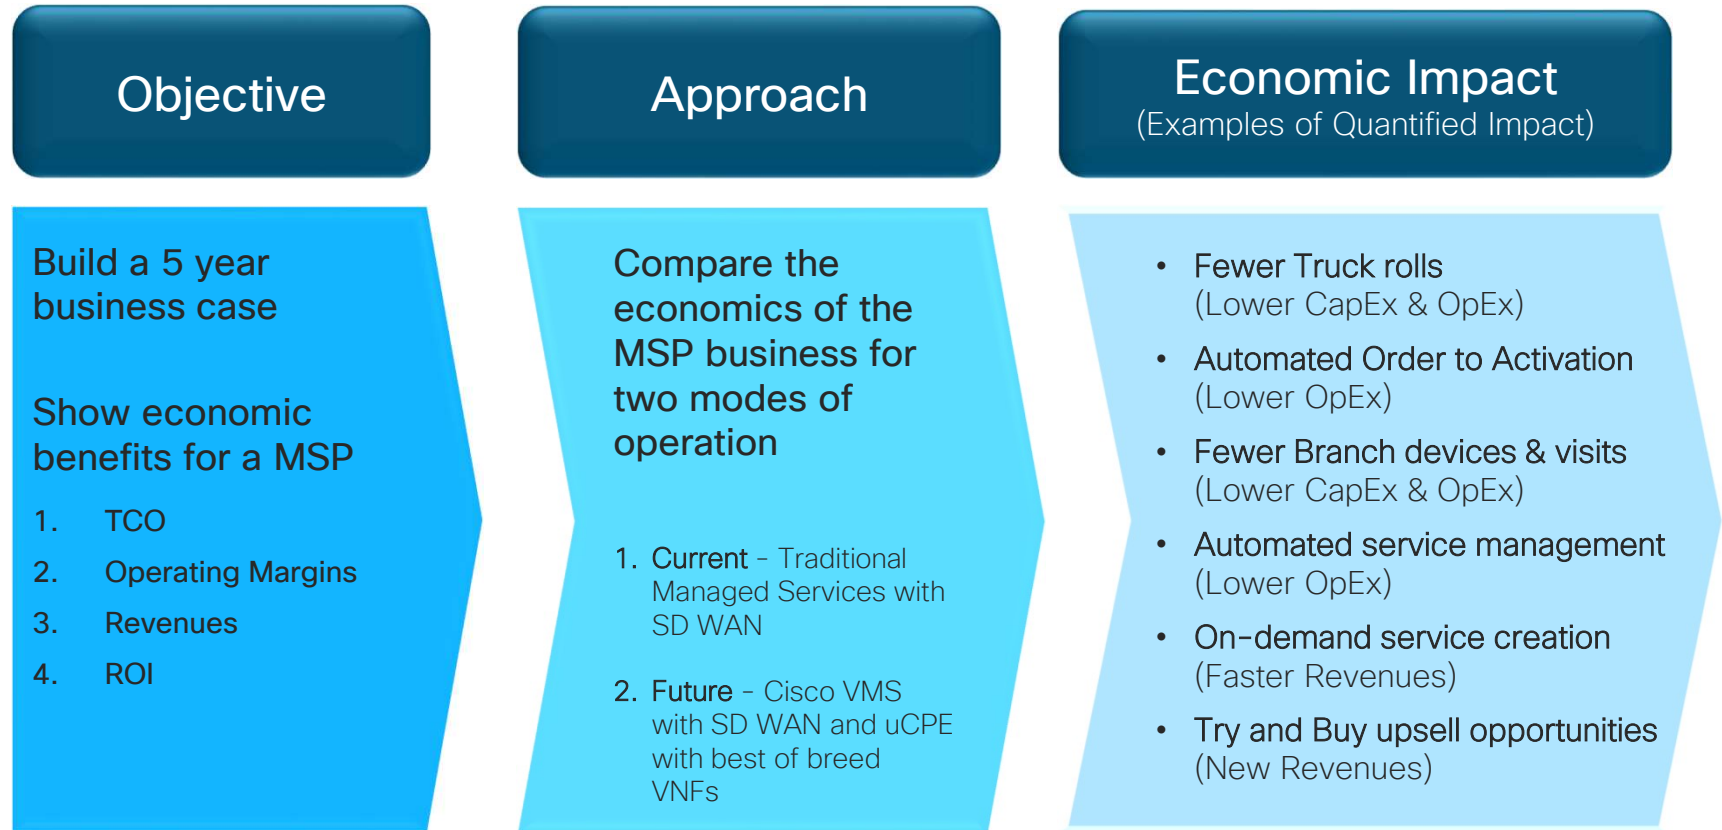 Objective
Build a 5 year
business case
Show economic
benefits for a MSP
1. TCO
2. Operating Margins
3. Revenues
4. ROI
Approach
Compare the
economics of the
MSP business for
two modes of
operation
1. Current - Traditional
Managed Services with
SD WAN
2. Future - Cisco VMS
with SD WAN and uCPE
with best of breed
VNFs
Economic Impact
(Examples of Quantified Impact)
• Fewer Truck rolls
(Lower CapEx & OpEx)
• Automated Order to Activation
(Lower OpEx)
• Fewer Branch devices & visits
(Lower CapEx & OpEx)
• Automated service management
(Lower OpEx)
• On-demand service creation
(Faster Revenues)
• Try and Buy upsell opportunities
(New Revenues)